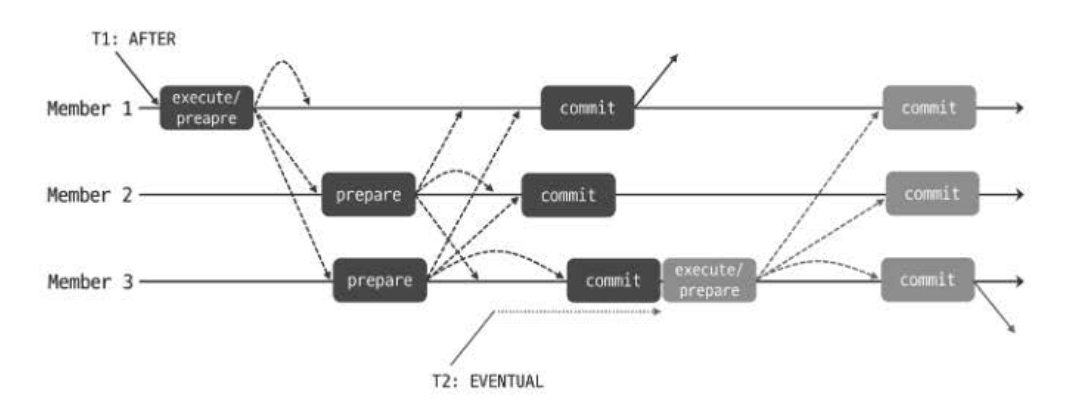 T1: AFTER
Member 1
execute/
preapre
commit
commit
Member 2
prepare
commit
commit
Member 3
prepare
commit
execute/
prepare
commit
T2: EVENTUAL